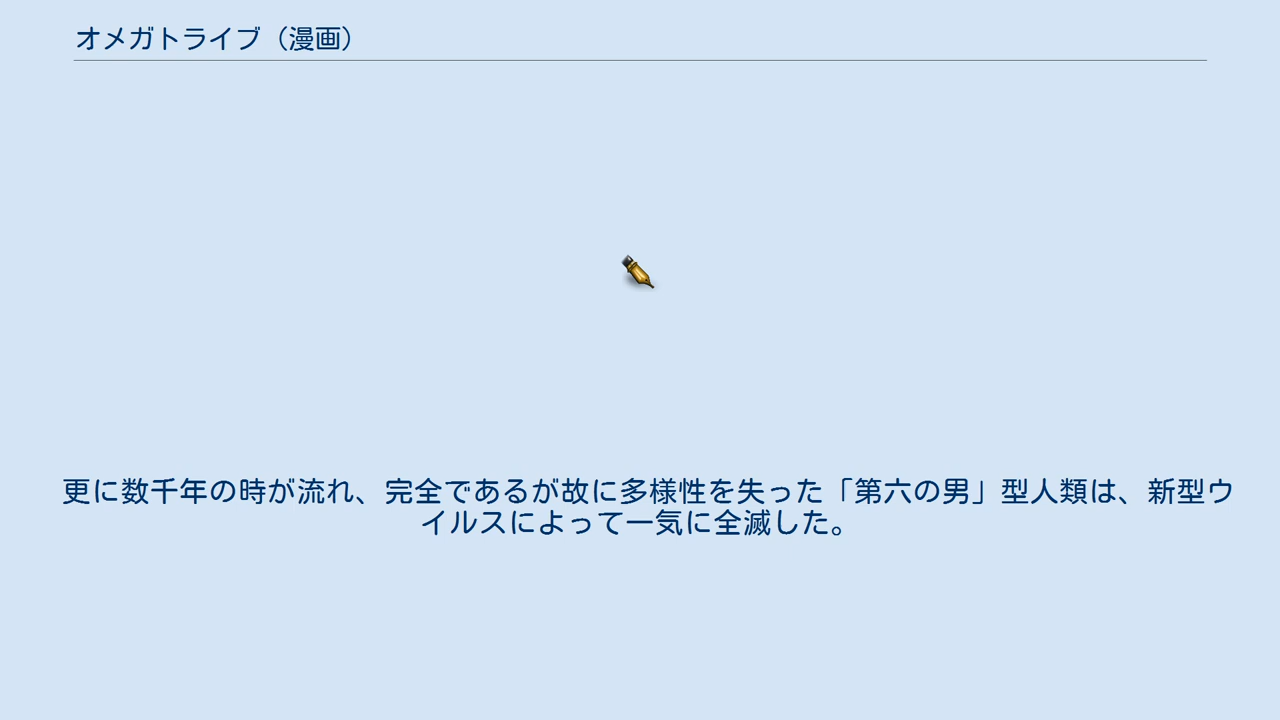 オメガトライブ（漫画）
更に数千年の時が流れ、完全であるが故に多様性を失った「第六の男」型人類は、新型ウ
イルスによって一気に全滅した。